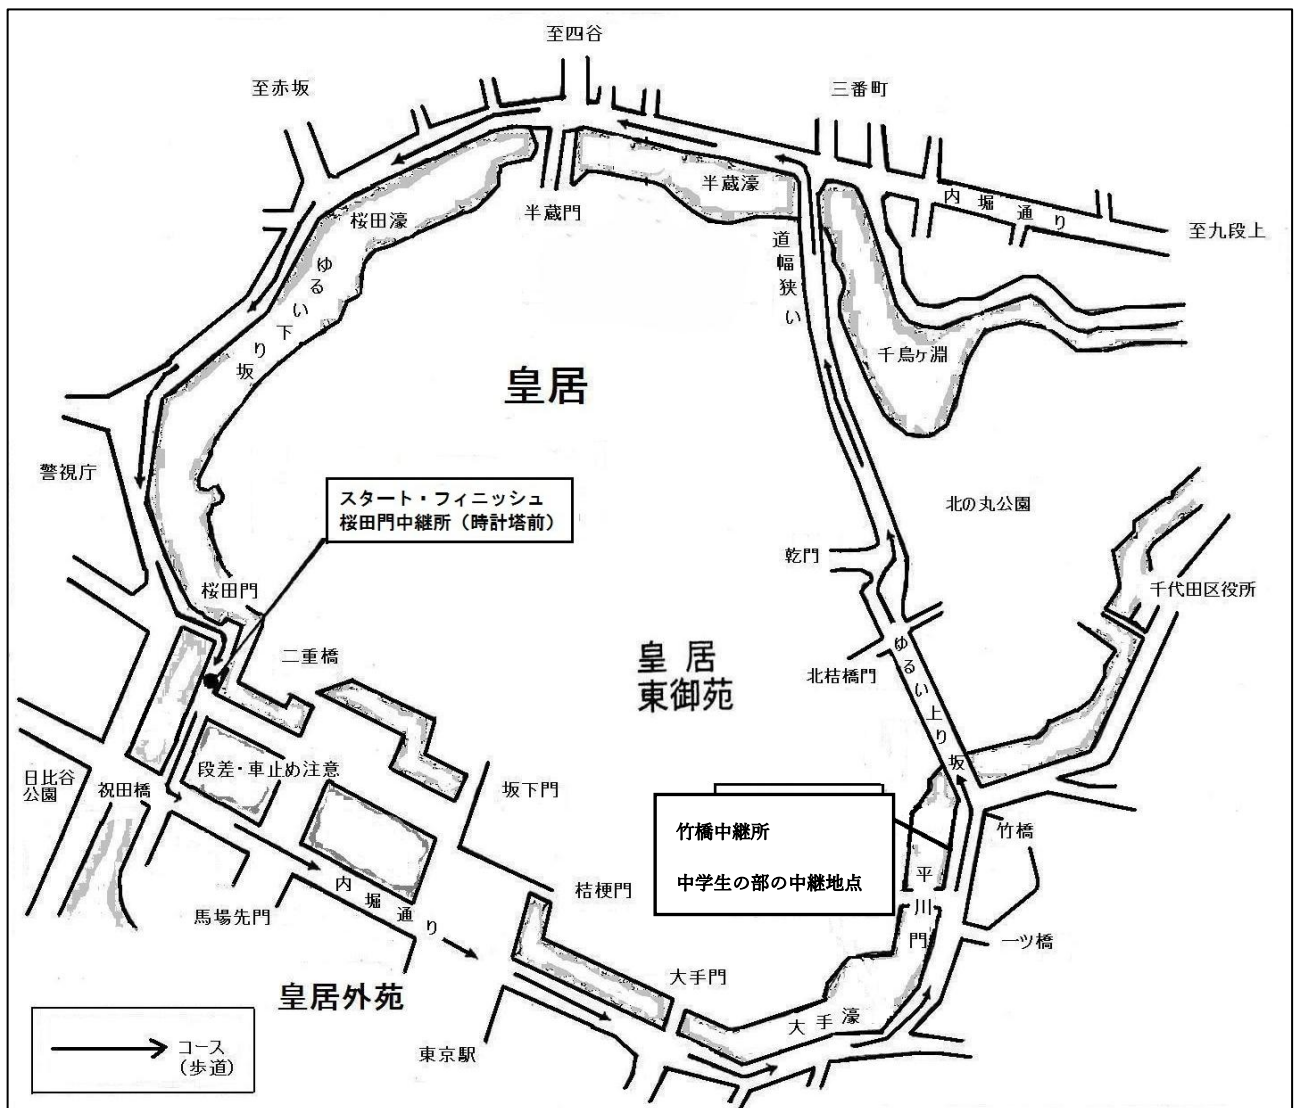 至四谷
至赤坂
三番町
半蔵濠
内堀通り
至九段上
桜田濠
半蔵門
道幅狭い
ゆるい下り坂
千鳥ヶ淵
皇居
警視庁
スタート・フィニッシュ
桜田門中継所（時計塔前）
北の丸公園
乾門
桜田門
千代田区役所
二重橋
皇居
東御苑
北桔橋門
ゆるい上り坂
日比谷
公園
祝田橋
段差・車止め注意
坂下門
竹橋中継所
中学生の部の中継地点
竹橋
平川門
内堀通り
桔梗門
馬場先門
一ツ橋
大手門
皇居外苑
大手濠
東京駅
コース
（歩道）